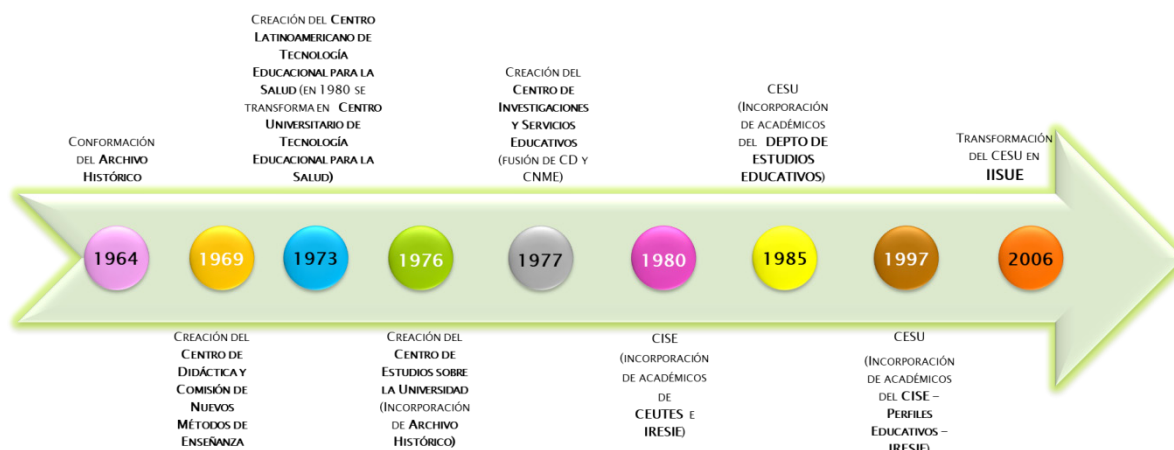 CREACIÓN DEL CENTRO
LATINOAMERICANO DE
TECNOLOGÍA
EDUCACIONAL PARA LA
SALUD (EN 1980 SE
TRANSFORMA EN CENTRO
UNIVERSITARIO DE
TECNOLOGÍA
EDUCACIONAL PARA LA
SALUD)
CONFORMACIÓN
DEL ARCHIVO
HISTÓRICO
CREACIÓN DEL
CENTRO DE
INVESTIGACIONES
Y SERVICIOS
EDUCATIVOS
(FUSIÓN DE CD Y
CNME)
CESU
(INCORPORACIÓN
DE ACADÉMICOS
DEL DEPTO DE
ESTUDIOS
EDUCATIVOS)
TRANSFORMACIÓN
DEL CESU EN
IISUE
1964 1969 1973 1976 1977 1980 1985 1997 2006
CREACIÓN DEL
CENTRO DE
DIDÁCTICA Y
COMISIÓN DE
NUEVOS
MÉTODOS DE
ENSEÑANZA
CREACIÓN DEL
CENTRO DE
ESTUDIOS SOBRE
LA UNIVERSIDAD
(INCORPORACIÓN
DE ARCHIVO
HISTÓRICO)
CISE
(INCORPORACIÓN
DE ACADÉMICOS
DE
CEUTES E
IRESIE)
CESU
(INCORPORACIÓN
DE ACADÉMICOS
DEL CISE –
PERFILES
EDUCATIVOS –
IRESIE)